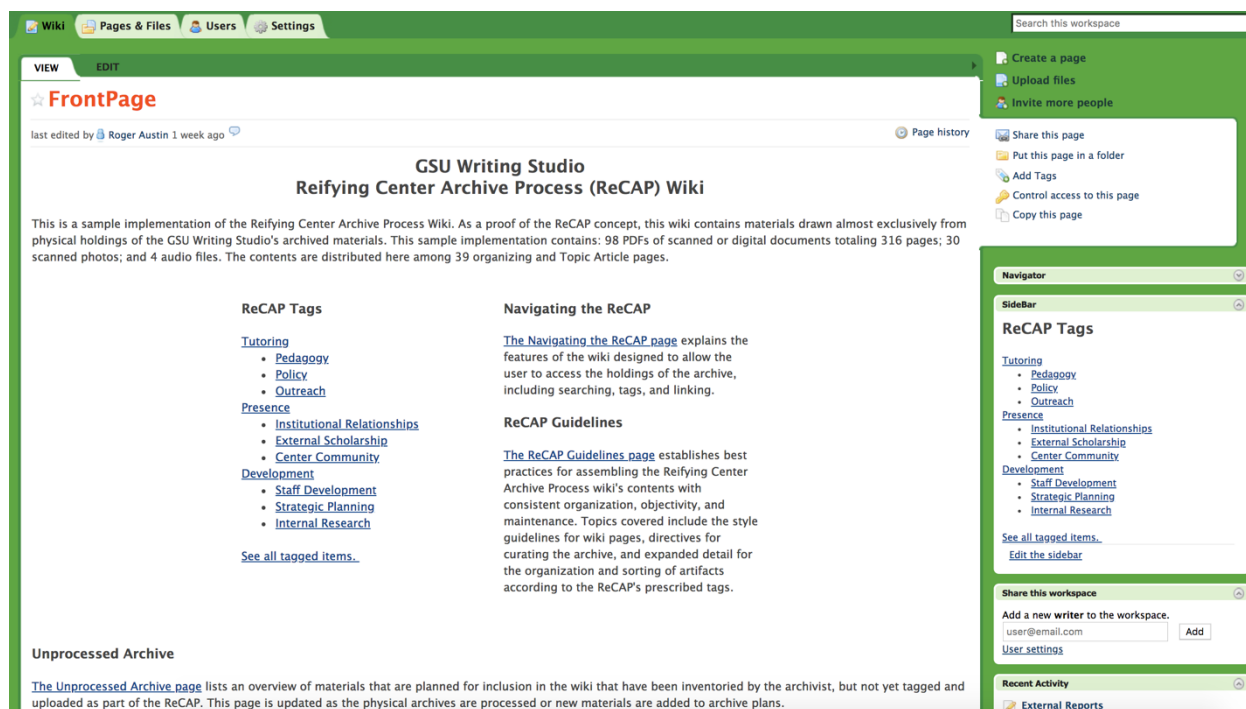 Wiki
Pages & Files
Users
Settings
Search this workspace
VIEW
EDIT
FrontPage
last edited by Roger Austin 1 week ago
Page history
GSU Writing Studio
Reifying Center Archive Process (ReCAP) Wiki
This is a sample implementation of the Reifying Center Archive Process Wiki. As a proof of the ReCAP concept, this wiki contains materials drawn almost exclusively from
physical holdings of the GSU Writing Studio's archived materials. This sample implementation contains: 98 PDFs of scanned or digital documents totaling 316 pages; 30
scanned photos; and 4 audio files. The contents are distributed here among 39 organizing and Topic Article pages.
ReCAP Tags
Tutoring
• Pedagogy
• Policy
• Outreach
Presence
• Institutional Relationships
• External Scholarship
• Center Community
Development
• Staff Development
• Strategic Planning
• Internal Research
See all tagged items.
Navigating the ReCAP
The Navigating the ReCAP page explains the
features of the wiki designed to allow the
user to access the holdings of the archive,
including searching, tags, and linking.
ReCAP Guidelines
The ReCAP Guidelines page establishes best
practices for assembling the Reifying Center
Archive Process wiki's contents with
consistent organization, objectivity, and
maintenance. Topics covered include the style
guidelines for wiki pages, directives for
curating the archive, and expanded detail for
the organization and sorting of artifacts
according to the ReCAP's prescribed tags.
Unprocessed Archive
The Unprocessed Archive page lists an overview of materials that are planned for inclusion in the wiki that have been inventoried by the archivist, but not yet tagged and
uploaded as part of the ReCAP. This page is updated as the physical archives are processed or new materials are added to archive plans.
Create a page
Upload files
Invite more people
Share this page
Put this page in a folder
Add Tags
Control access to this page
Copy this page
Navigator
SideBar
ReCAP Tags
Tutoring
• Pedagogy
• Policy
• Outreach
Presence
• Institutional Relationships
• External Scholarship
• Center Community
Development
• Staff Development
• Strategic Planning
• Internal Research
See all tagged items.
Edit the sidebar
Share this workspace
Add a new writer to the workspace.
user@email.com
Add
User settings
Recent Activity
External Reports